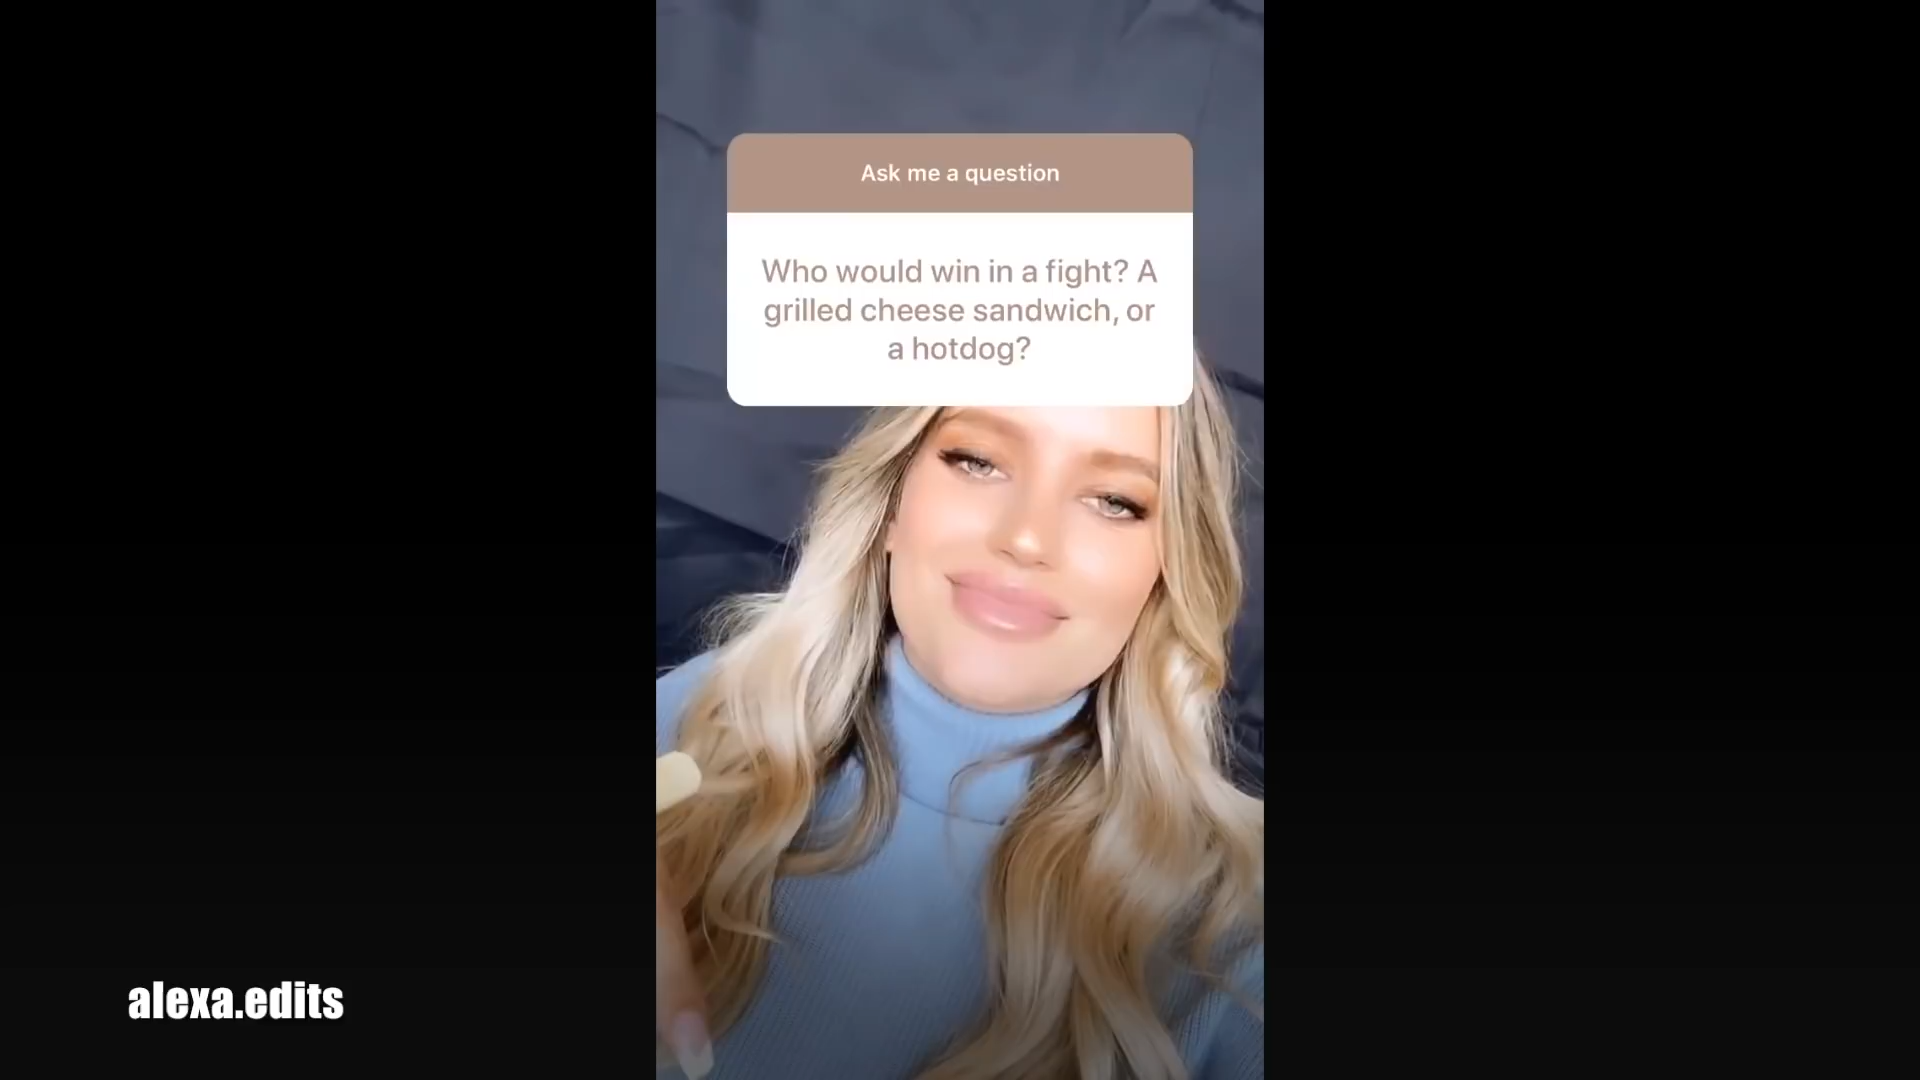 Ask me a question
Who would win in a fight? A
grilled cheese sandwich, or
a hotdog?
alexa.edits